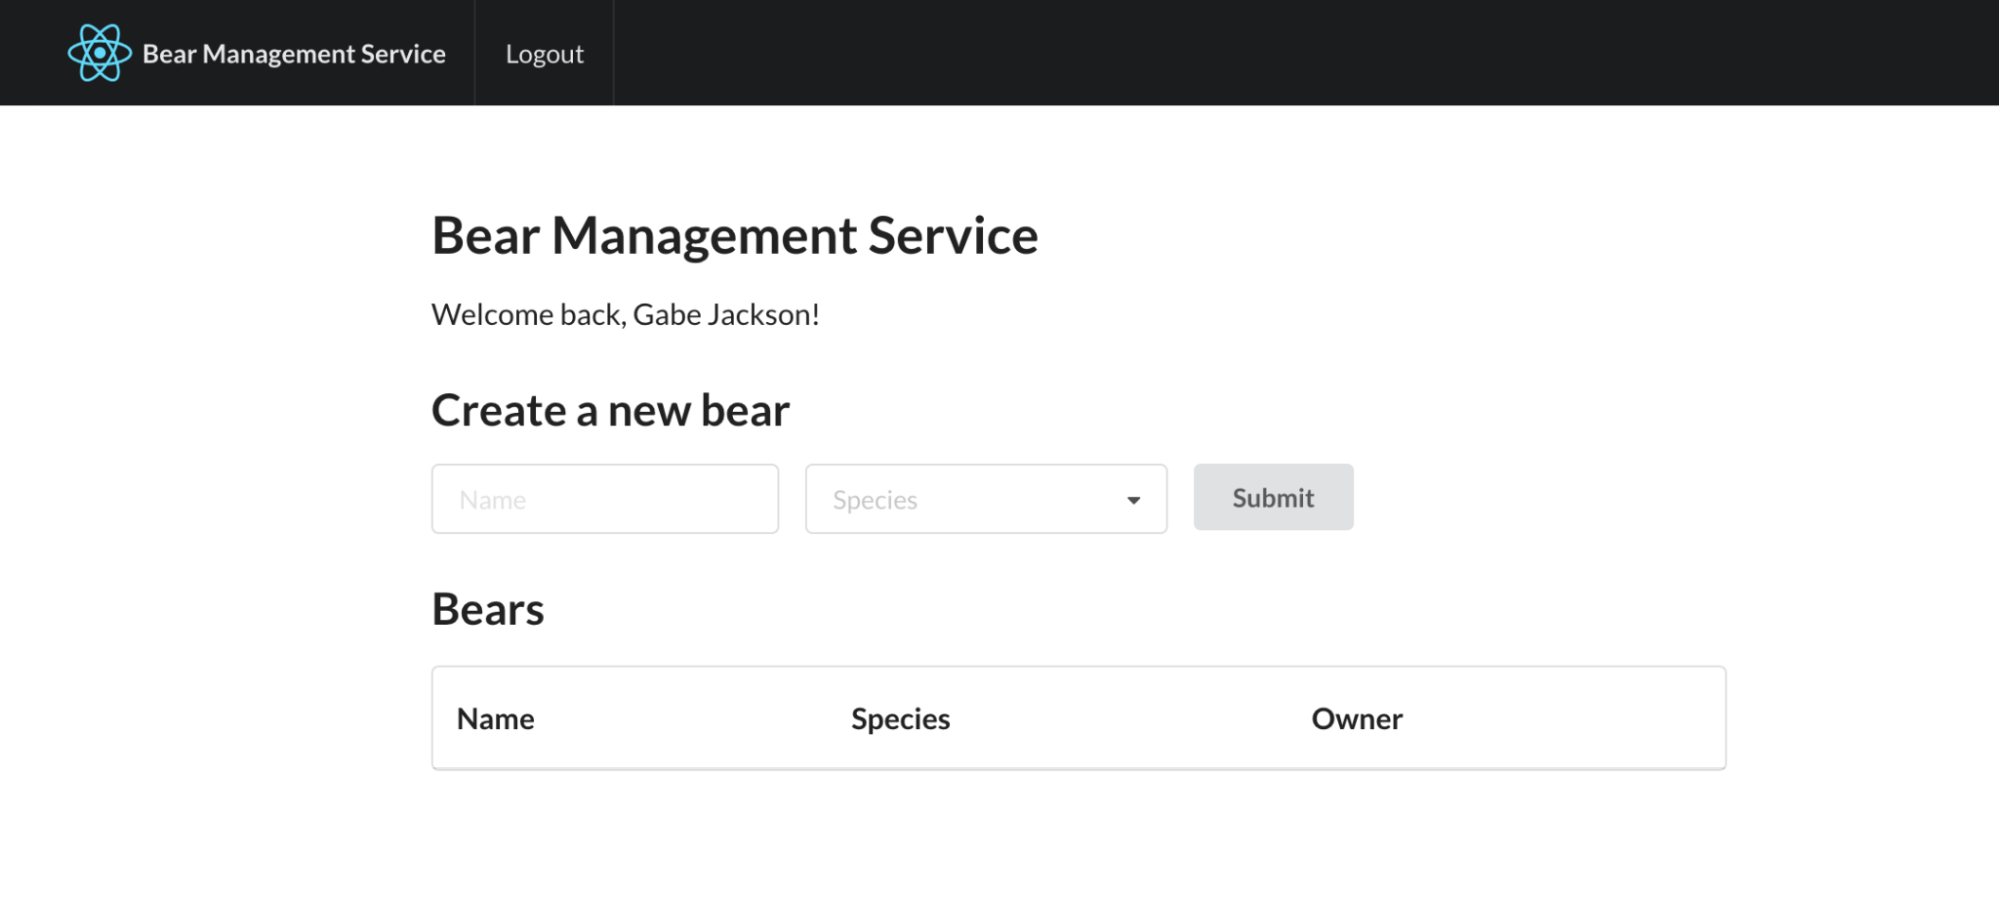 Bear Management Service Logout
Bear Management Service
Welcome back, Gabe Jackson!
Create a new bear
Name Species Submit
Bears
Name Species Owner